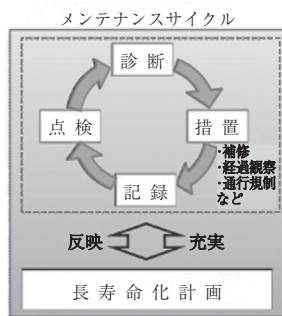 メンテナンスサイクル
診断
点検
措置
・補修
・経過観察
・通行規制
など
記録
反映
充実
長寿命化計画